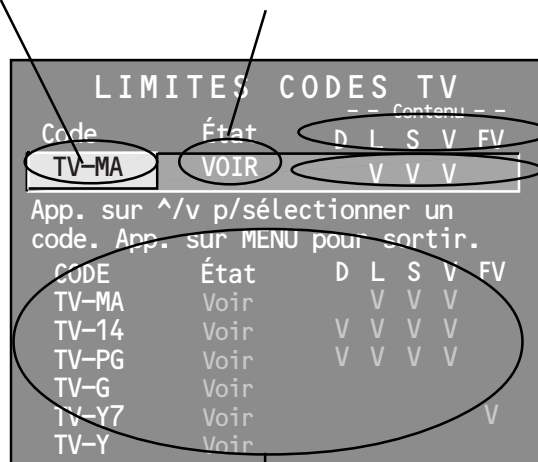 LIMITES CODES TV
– – Contenu – –
Code État D L S V FV
TV–MA VOIR V V V
App. sur ^/v p/sélectionner un
code. App. sur MENU pour sortir.
CODE État D L S V FV
TV–MA Voir V V V
TV–14 Voir V V V V
TV–PG Voir V V V V
TV–G Voir
TV–Y7 Voir V
TV–Y Voir